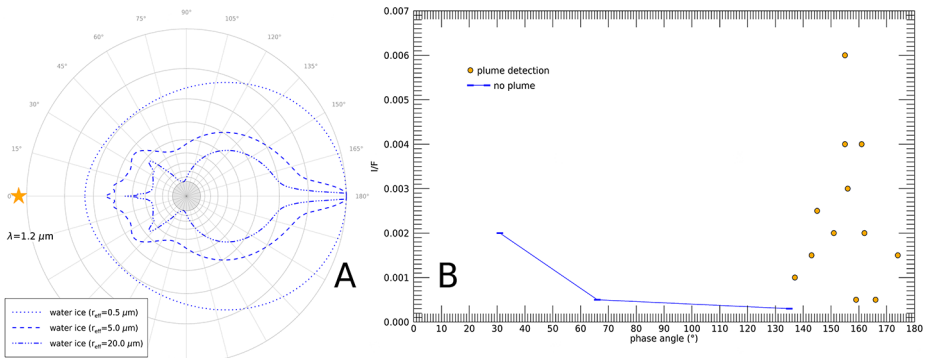 90°
75°
105°
60°
120°
45°
135°
30°
150°
15°
165°
0°
180°
λ=1.2 μm
A
water ice (r_eff=0.5 μm)
water ice (r_eff=5.0 μm)
water ice (r_eff=20.0 μm)
0.007
0.006
0.005
0.004
0.003
0.002
0.001
0.000
I/F
plume detection
no plume
B
0 10 20 30 40 50 60 70 80 90 100 110 120 130 140 150 160 170 180
phase angle (°)